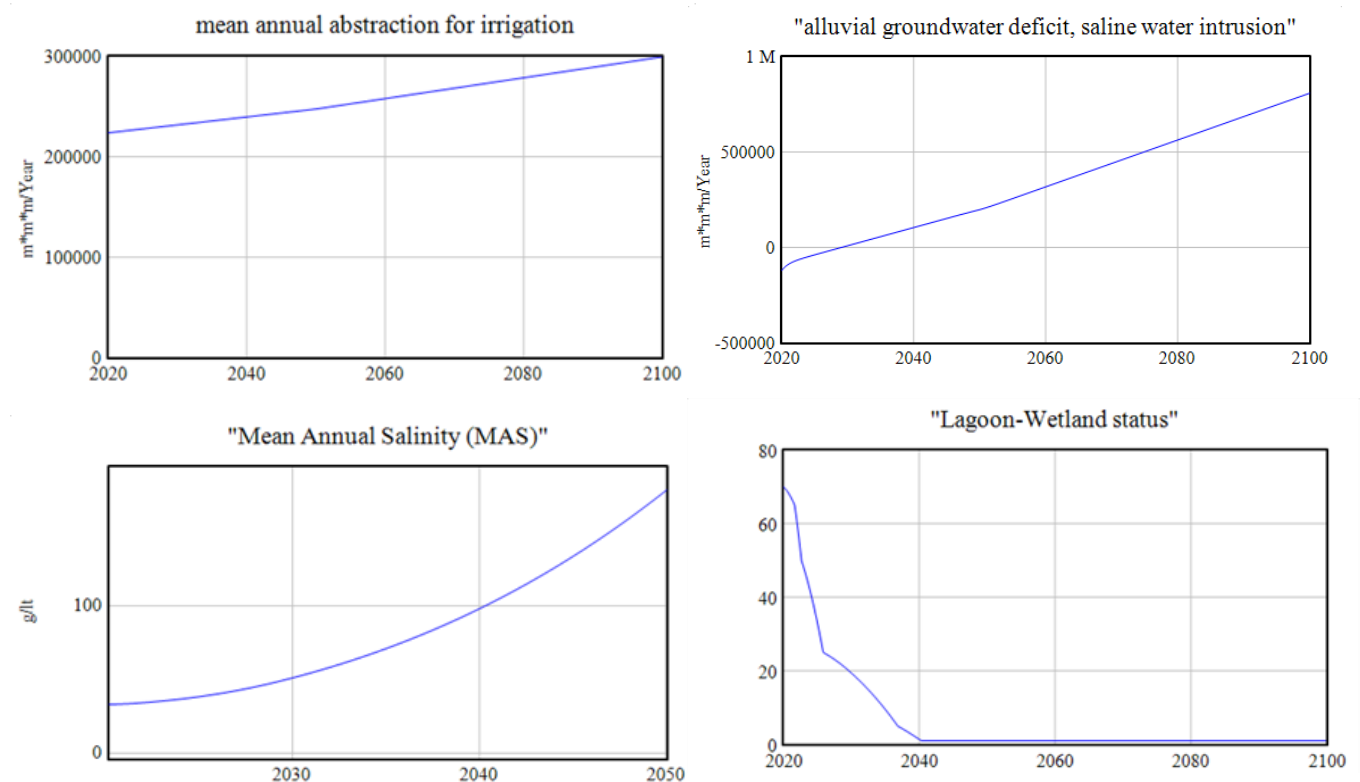 mean annual abstraction for irrigation
300000
200000
100000
0
m*m*m/Year
2020 2040 2060 2080 2100
"alluvial groundwater deficit, saline water intrusion"
1 M
500000
0
-500000
m*m*m/Year
2020 2040 2060 2080 2100
"Mean Annual Salinity (MAS)"
100
0
g/lt
2030 2040 2050
"Lagoon-Wetland status"
80
60
40
20
0
2020 2040 2060 2080 2100